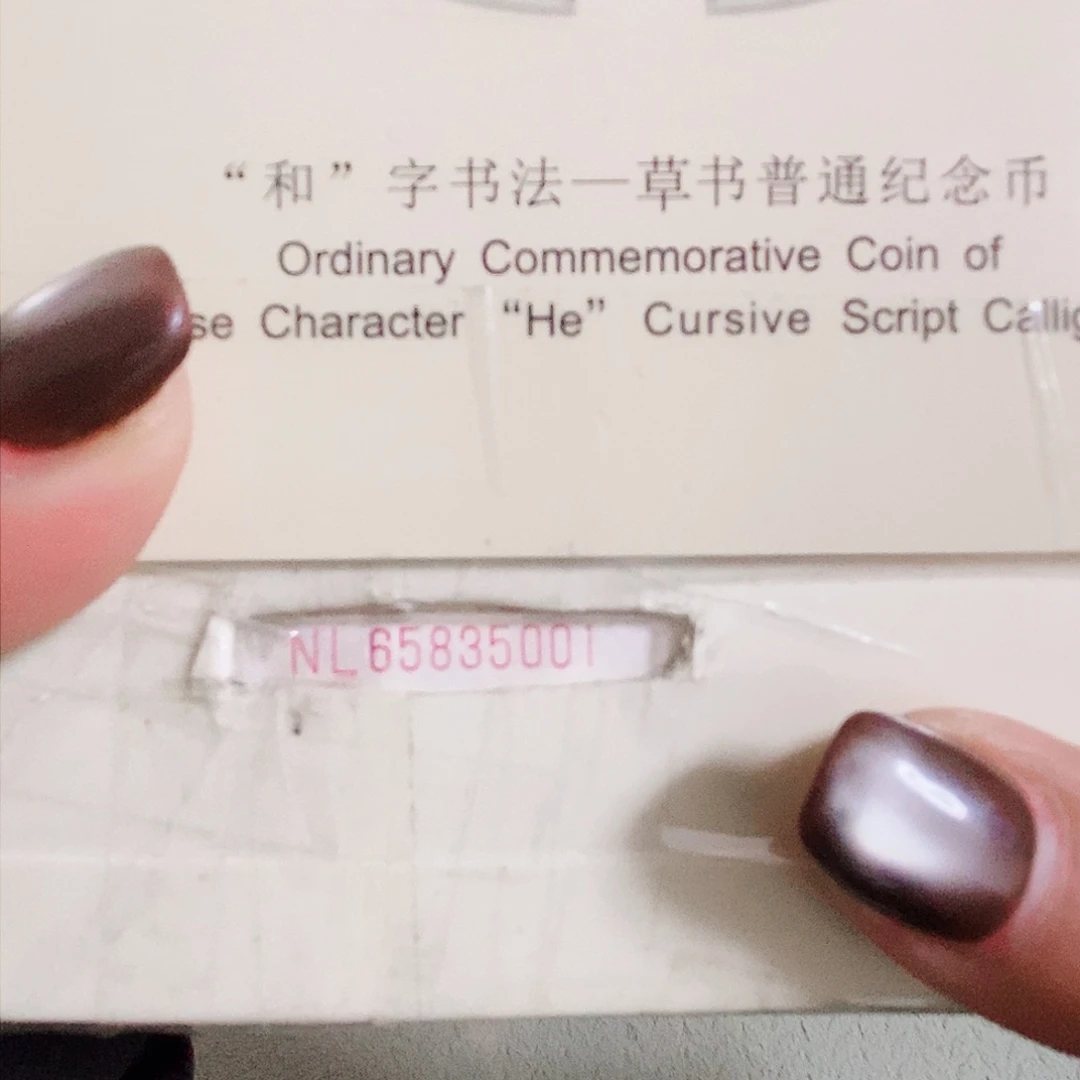 “和”字书法—草书普通纪念币
Ordinary Commemorative Coin of
Character “He” Cursive Script
NL65835001